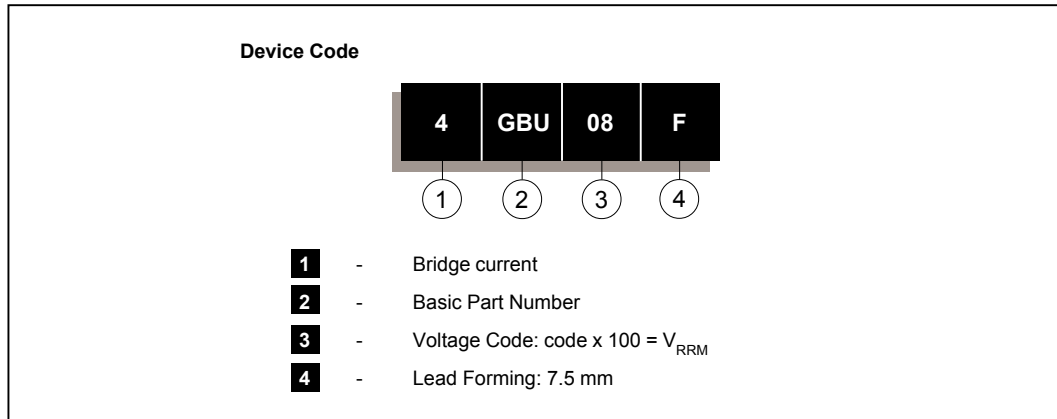 Device Code
4 GBU 08 F
1 2 3 4
1 - Bridge current
2 - Basic Part Number
3 - Voltage Code: code x 100 = VRRM
4 - Lead Forming: 7.5 mm